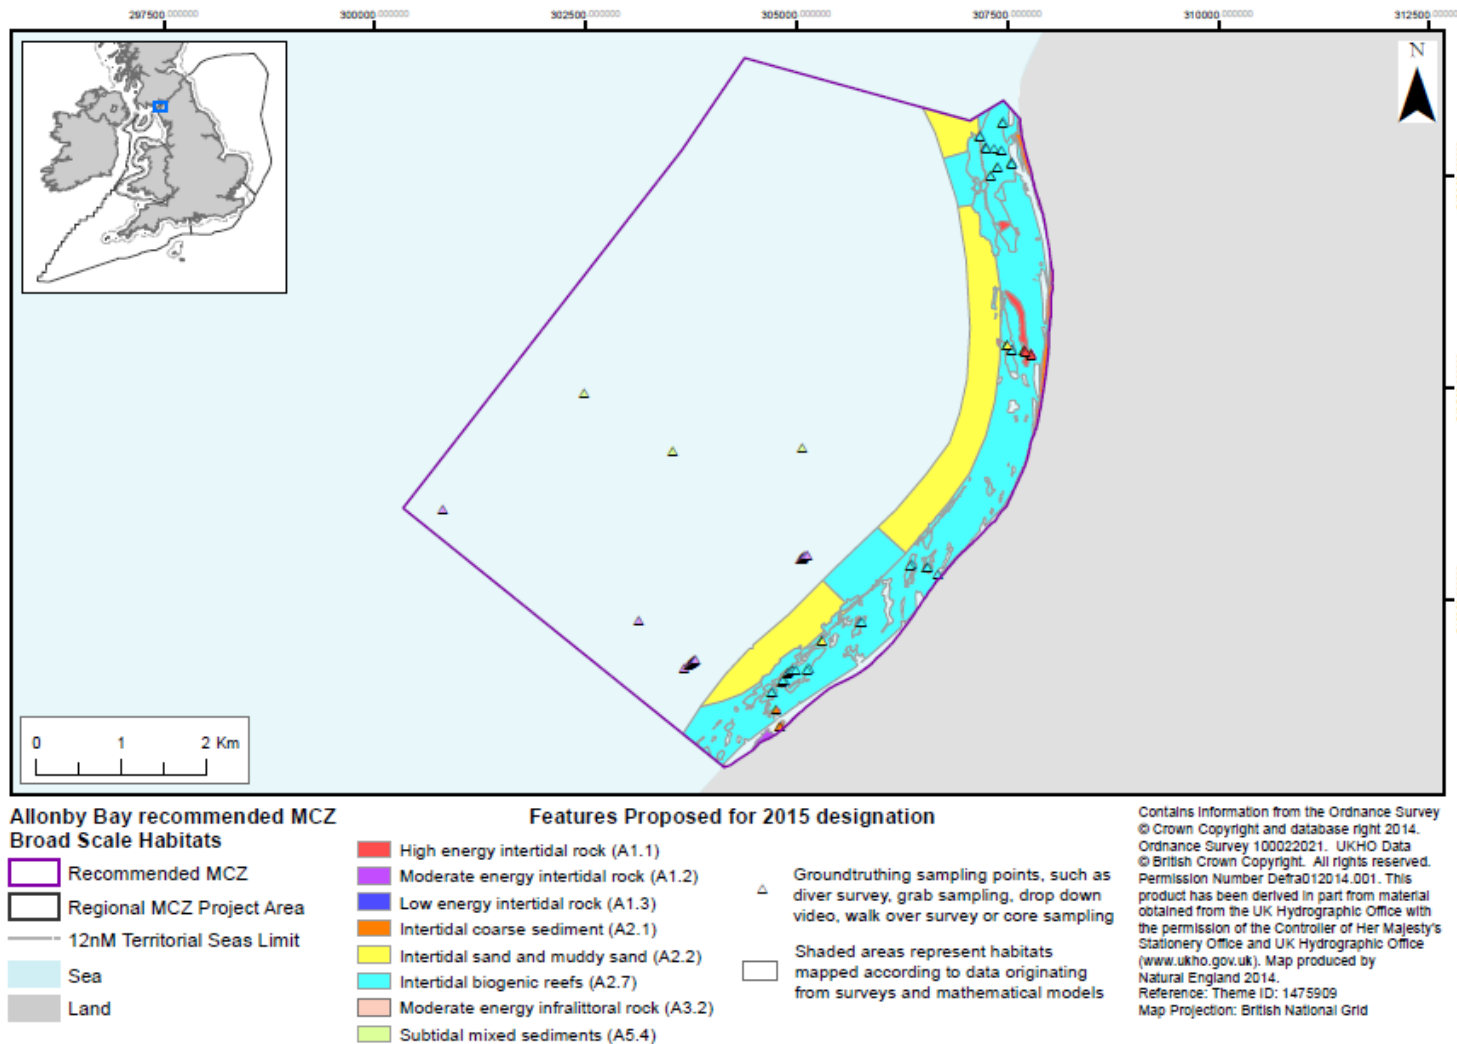 297500.000000 300000.000000 302500.000000 305000.000000 307500.000000 310000.000000 312500.000000
N
0 1 2 Km
Allonby Bay recommended MCZ
Broad Scale Habitats
Recommended MCZ
Regional MCZ Project Area
12nM Territorial Seas Limit
Sea
Land
Features Proposed for 2015 designation
High energy intertidal rock (A1.1)
Moderate energy intertidal rock (A1.2)
Low energy intertidal rock (A1.3)
Intertidal coarse sediment (A2.1)
Intertidal sand and muddy sand (A2.2)
Intertidal biogenic reefs (A2.7)
Moderate energy infralittoral rock (A3.2)
Subtidal mixed sediments (A5.4)
Groundtruthing sampling points, such as
diver survey, grab sampling, drop down
video, walk over survey or core sampling
Shaded areas represent habitats
mapped according to data originating
from surveys and mathematical models
Contains Information from the Ordnance Survey
© Crown Copyright and database right 2014.
Ordnance Survey 100022021. UKHO Data
© British Crown Copyright. All rights reserved.
Permission Number Defra012014.001. This
product has been derived in part from material
obtained from the UK Hydrographic Office with
the permission of the Controller of Her Majesty's
Stationery Office and UK Hydrographic Office
(www.ukho.gov.uk). Map produced by
Natural England 2014.
Reference: Theme ID: 1475909
Map Projection: British National Grid